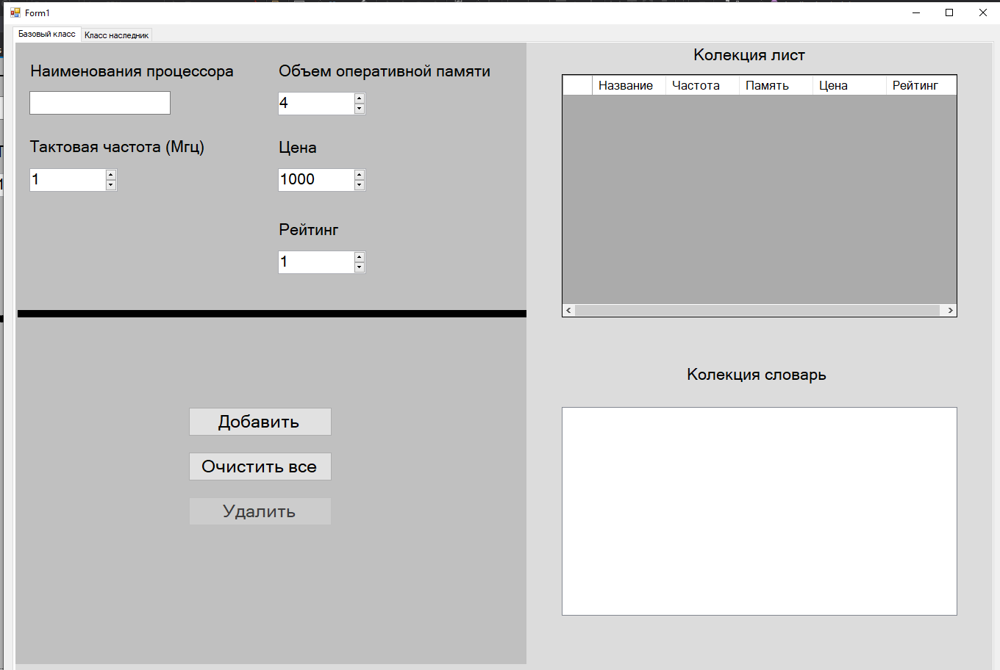 Form1
Базовый класс
Класс наследник
Наименования процессора
Объем оперативной памяти
4
Тактовая частота (Мгц)
1
Цена
1000
Рейтинг
1
Добавить
Очистить все
Удалить
Колекция лист
Название Частота Память Цена Рейтинг
Колекция словарь